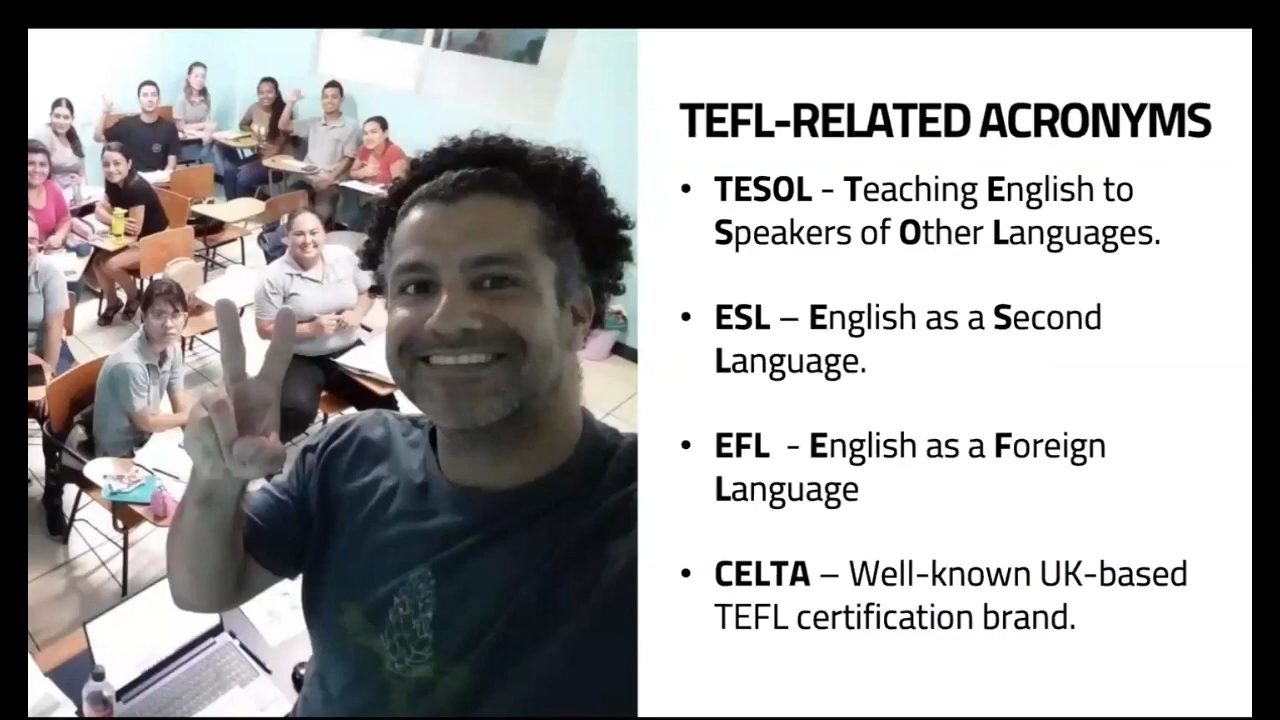 TEFL-RELATED ACRONYMS
• TESOL - Teaching English to
Speakers of Other Languages.
• ESL – English as a Second
Language.
• EFL - English as a Foreign
Language
• CELTA – Well-known UK-based
TEFL certification brand.